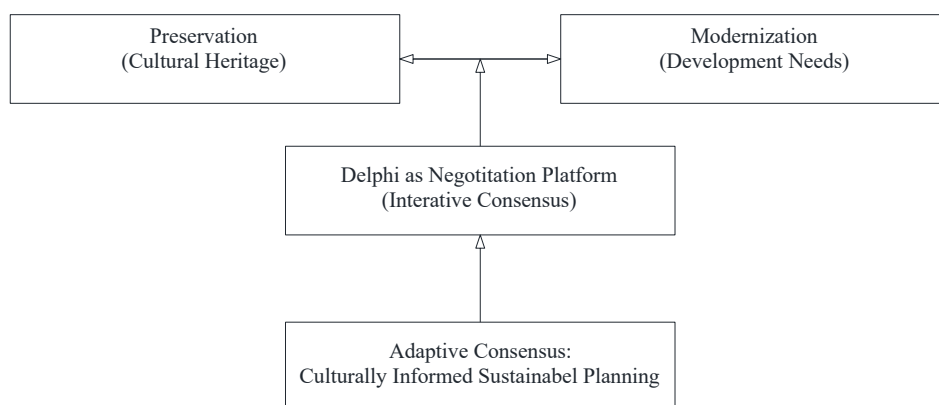 Preservation
(Cultural Heritage)
Modernization
(Development Needs)
Delphi as Negotitation Platform
(Interative Consensus)
Adaptive Consensus:
Culturally Informed Sustainabel Planning